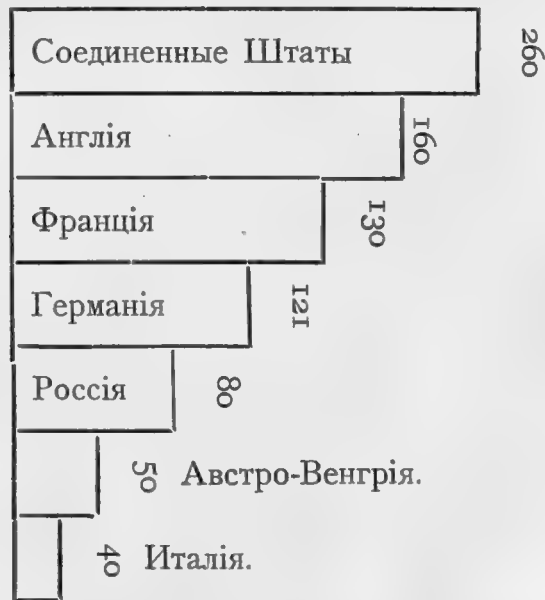 Соединенные Штаты 260
Англія 160
Франція 130
Германія 121
Россія 80
50 Австро-Венгрія.
40 Италія.